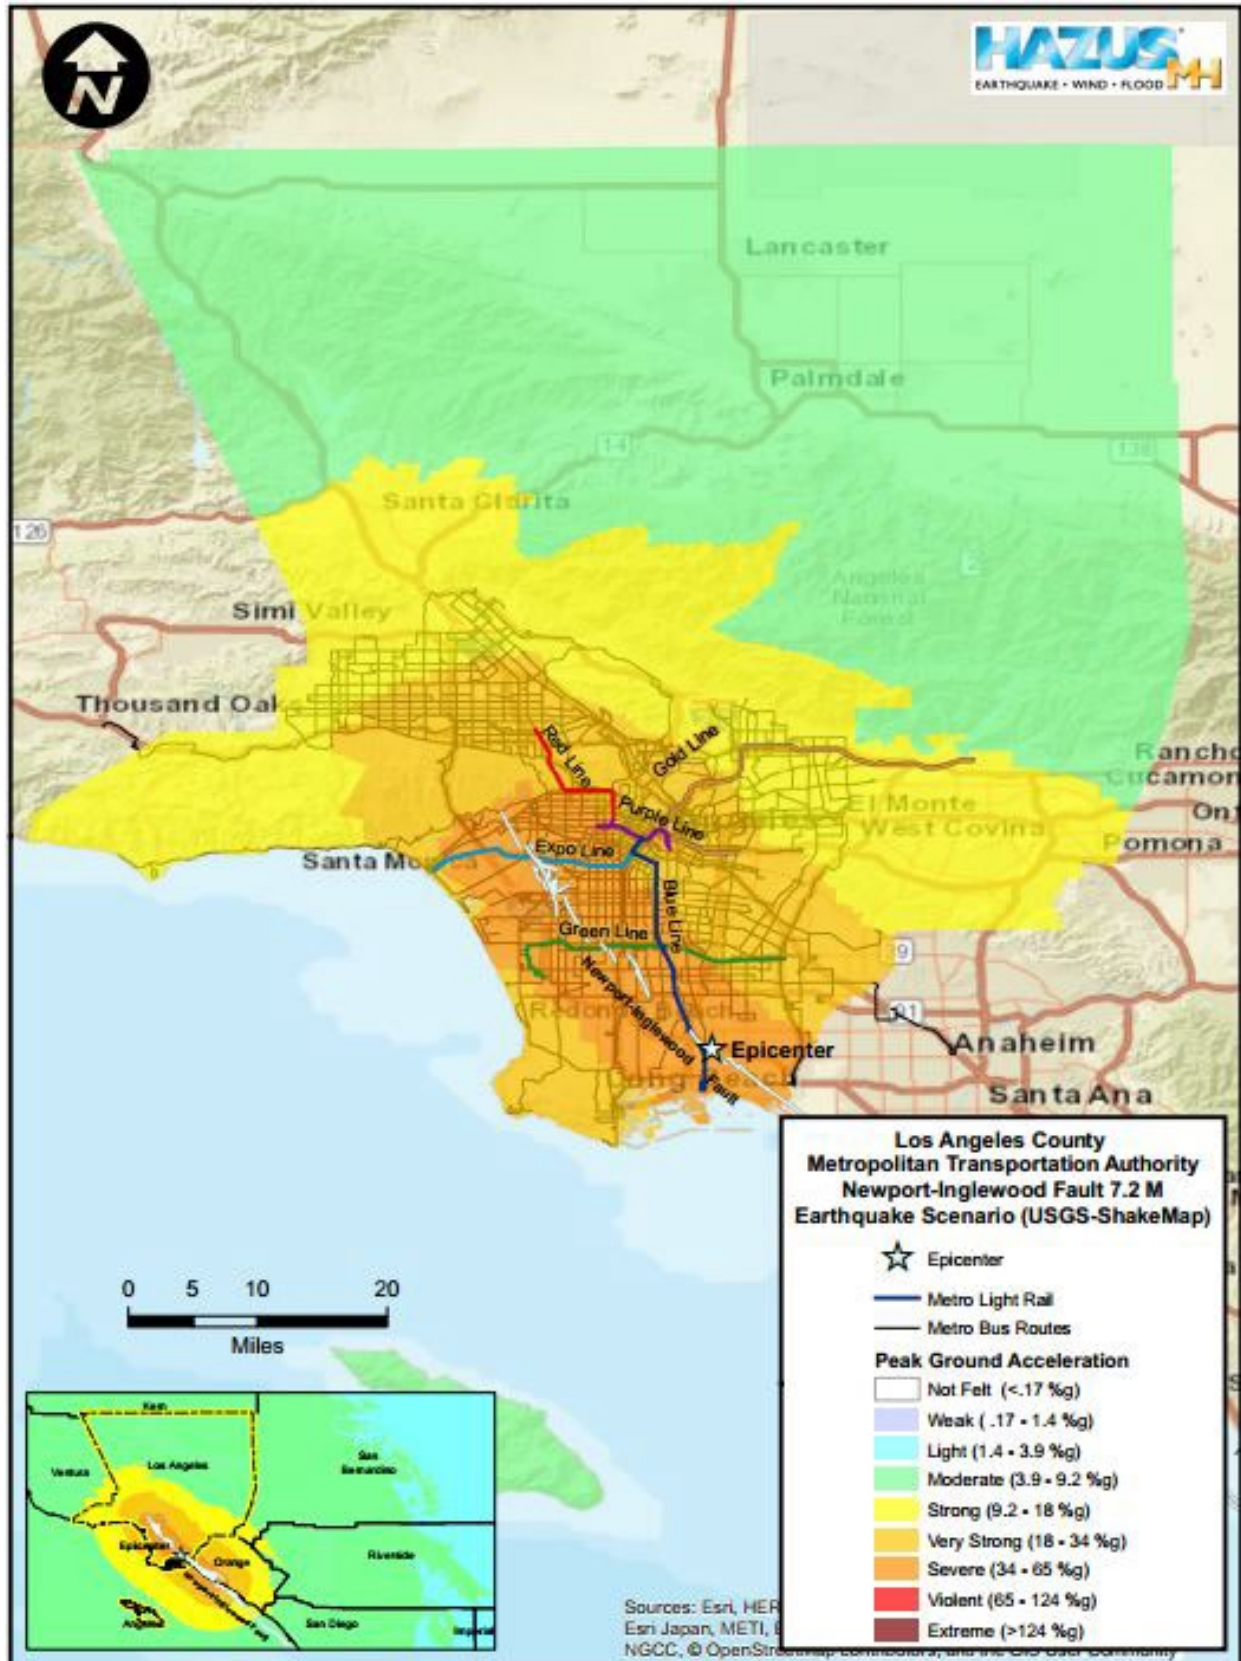 N
HAZUS MH
EARTHQUAKE • WIND • FLOOD
Lancaster
Palmdale
14
138
Santa Clarita
126
Angeles
National
Forest
2
Simi Valley
Thousand Oaks
Red Line
Gold Line
Rancho
Cucamon
Ont
El Monte
West Covina
Pomona
Purple Line
Santa Monica
Expo Line
Blue Line
Green Line
Newport-Inglewood Fault
Redondo Beach
91
Anaheim
Epicenter
Long Beach
Santa Ana
Los Angeles County
Metropolitan Transportation Authority
Newport-Inglewood Fault 7.2 M
Earthquake Scenario (USGS-ShakeMap)
Epicenter
Metro Light Rail
Metro Bus Routes
Peak Ground Acceleration
Not Felt (<.17 %g)
Weak ( .17 - 1.4 %g)
Light (1.4 - 3.9 %g)
Moderate (3.9 - 9.2 %g)
Strong (9.2 - 18 %g)
Very Strong (18 - 34 %g)
Severe (34 - 65 %g)
Violent (65 - 124 %g)
Extreme (>124 %g)
0 5 10 20
Miles
Kern
Ventura
Los Angeles
San
Bernardino
Epicenter
Orange
Riverside
Newport-Inglewood Fault
Angeles
San Diego
Imperial
Sources: Esri, HER
Esri Japan, METI, E
NGCC, © OpenStreetMap contributors, and the GIS User Community